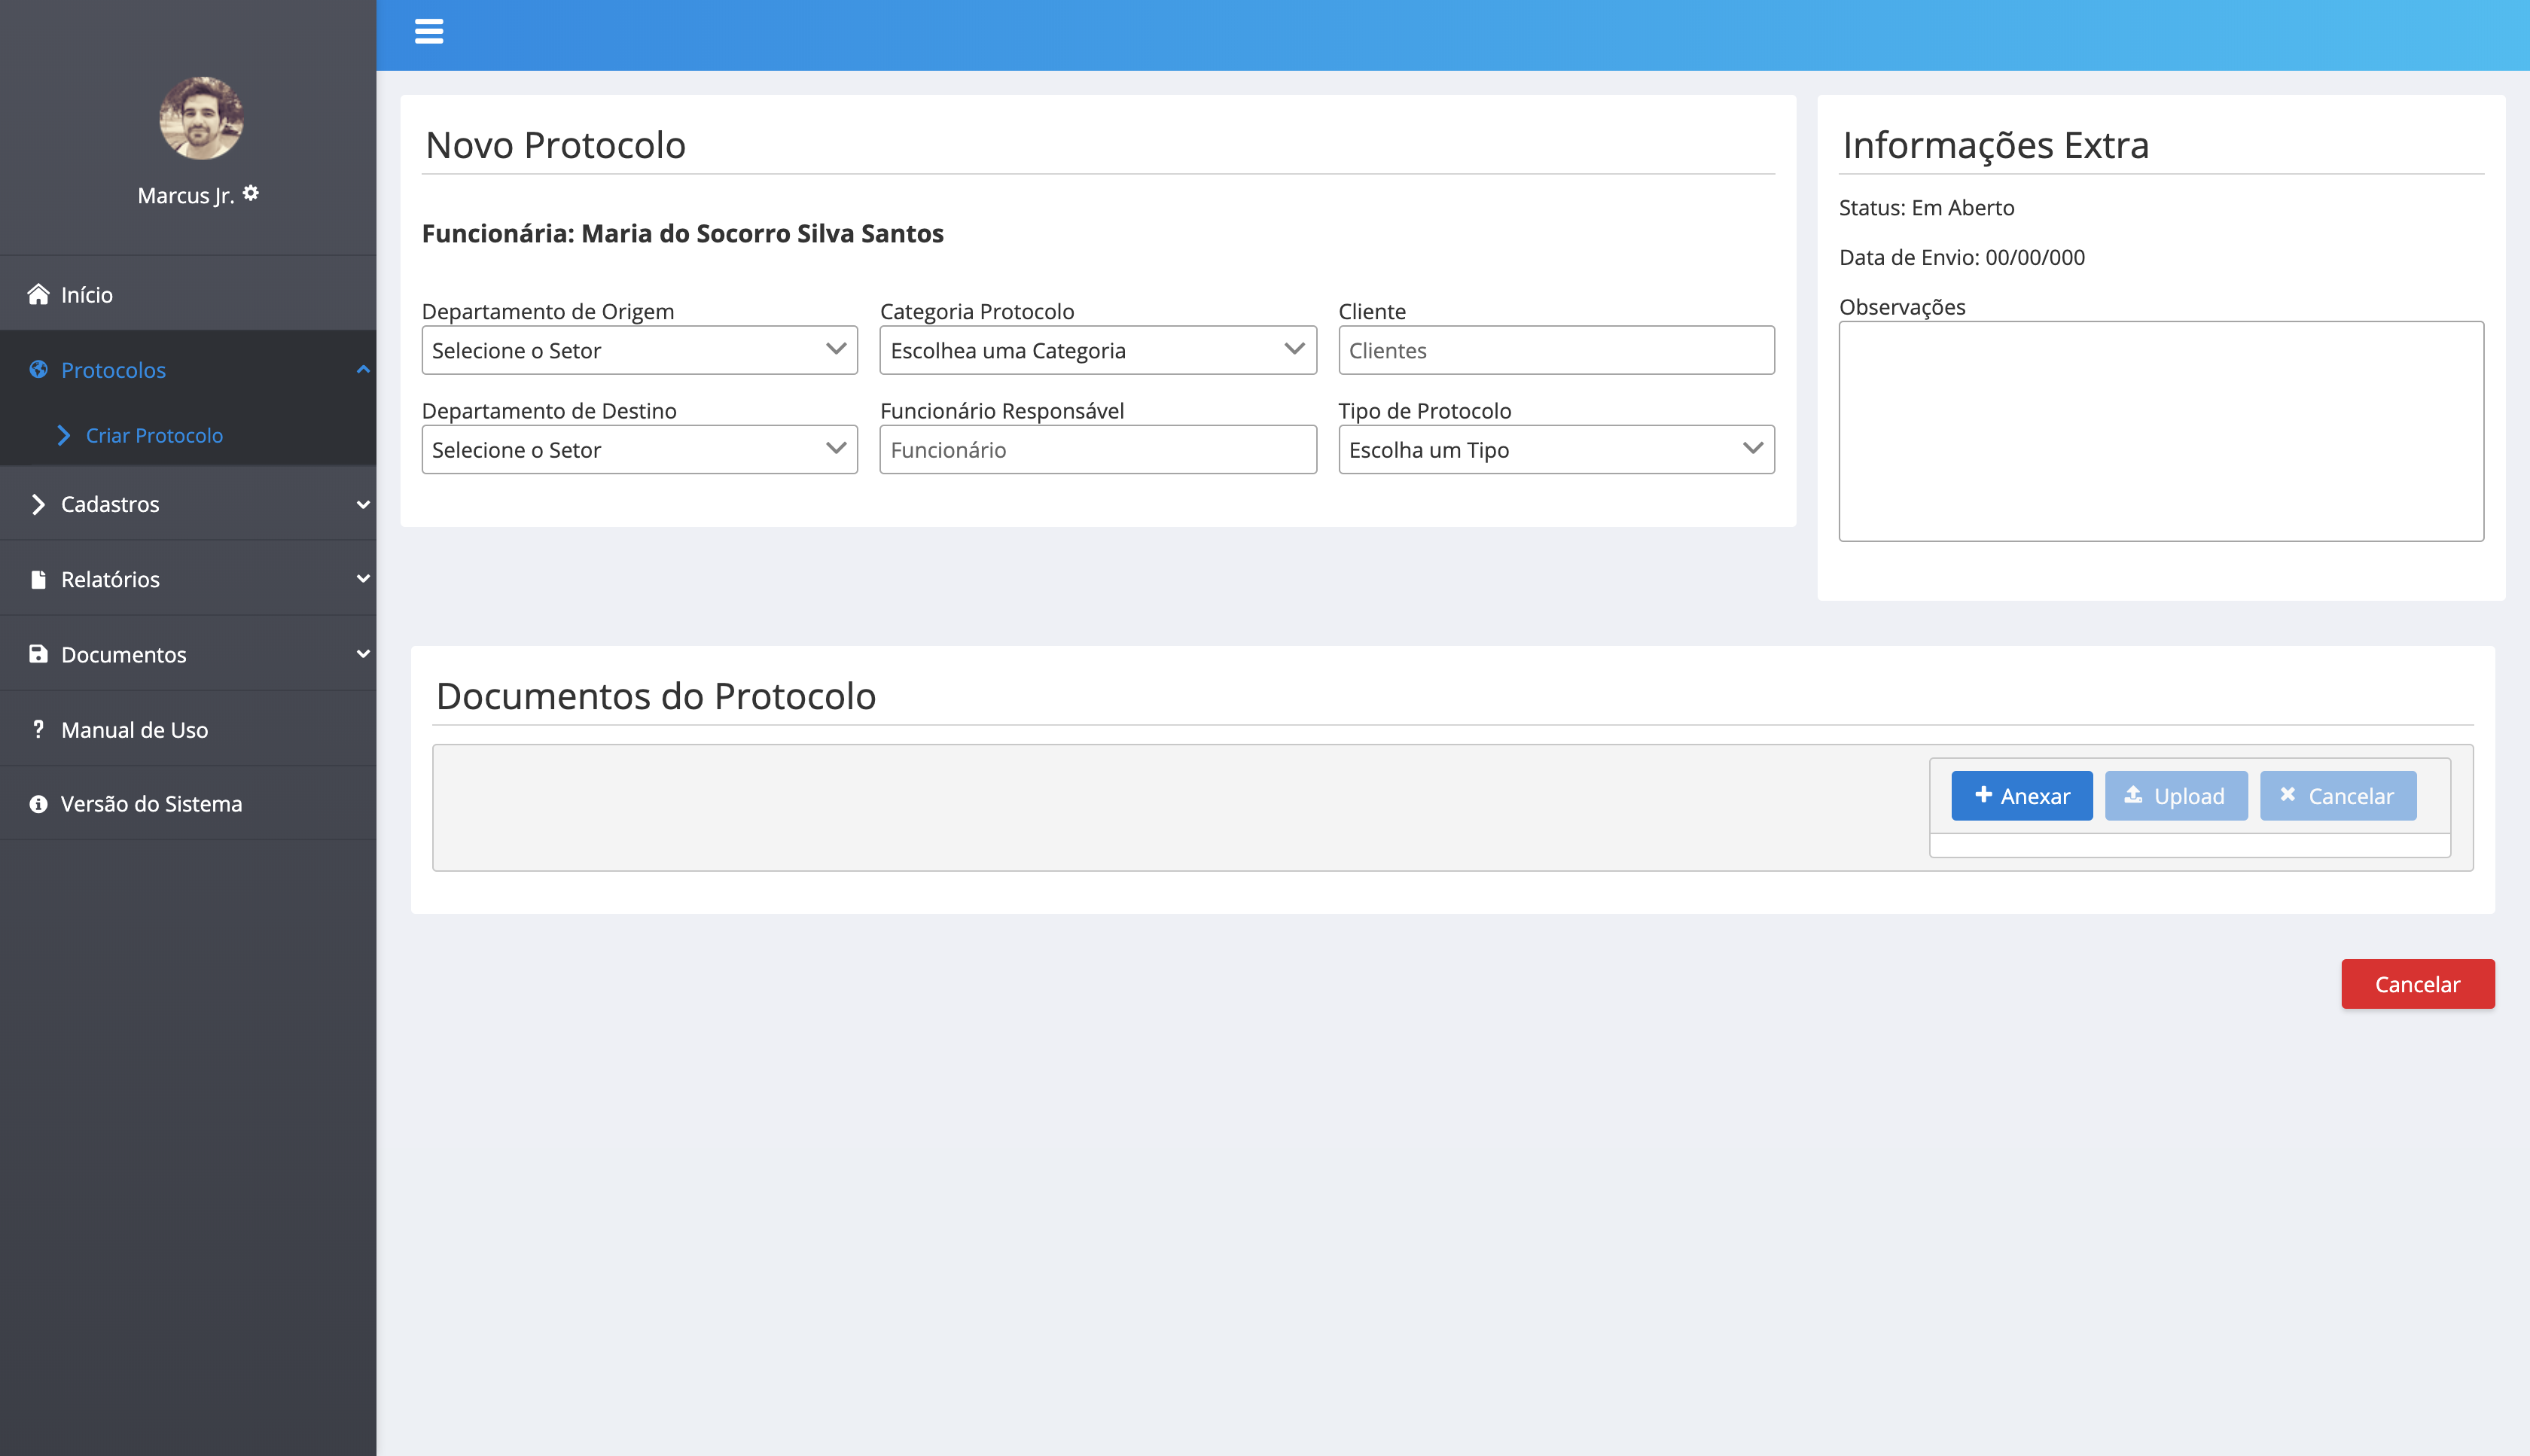 Marcus Jr.
Início
Protocolos
Criar Protocolo
Cadastros
Relatórios
Documentos
Manual de Uso
Versão do Sistema
Novo Protocolo
Funcionária: Maria do Socorro Silva Santos
Departamento de Origem
Selecione o Setor
Categoria Protocolo
Escolhea uma Categoria
Cliente
Clientes
Departamento de Destino
Selecione o Setor
Funcionário Responsável
Funcionário
Tipo de Protocolo
Escolha um Tipo
Informações Extra
Status: Em Aberto
Data de Envio: 00/00/000
Observações
Documentos do Protocolo
Anexar
Upload
Cancelar
Cancelar